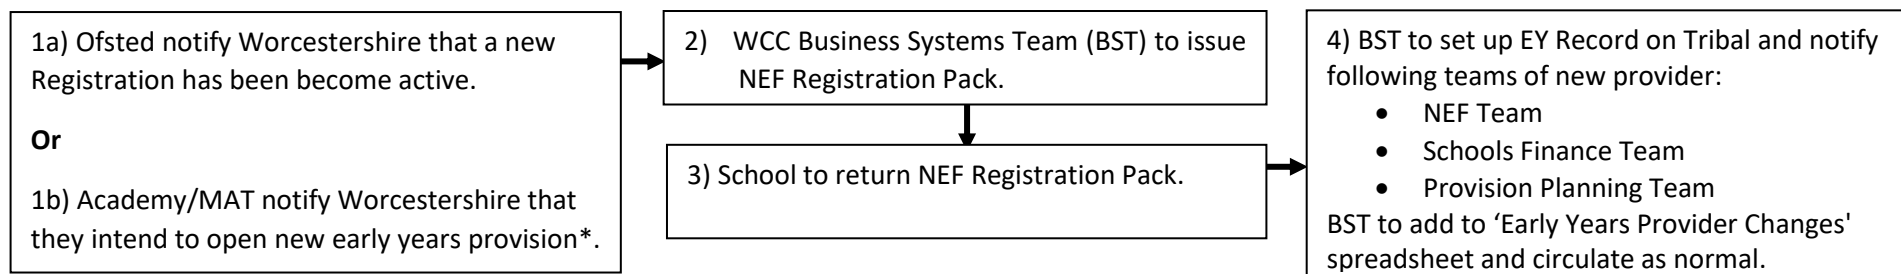 1a) Ofsted notify Worcestershire that a new
Registration has been become active.
Or
1b) Academy/MAT notify Worcestershire that
they intend to open new early years provision*.
2) WCC Business Systems Team (BST) to issue
NEF Registration Pack.
3) School to return NEF Registration Pack.
4) BST to set up EY Record on Tribal and notify
following teams of new provider:
• NEF Team
• Schools Finance Team
• Provision Planning Team
BST to add to ‘Early Years Provider Changes'
spreadsheet and circulate as normal.